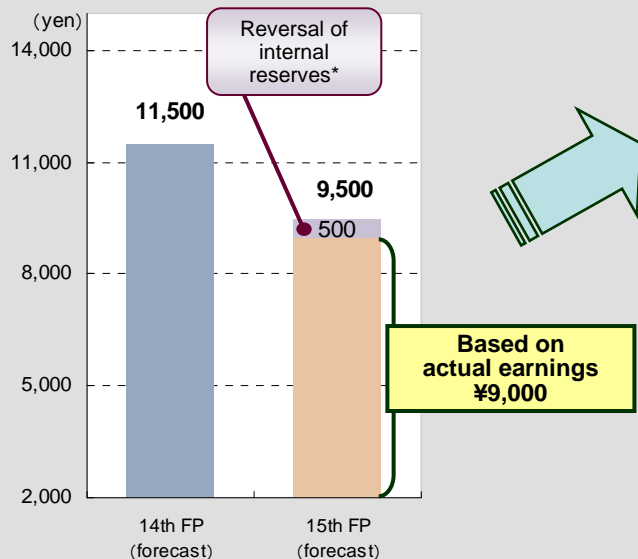 (yen)
14,000
11,000
8,000
5,000
2,000
Reversal of
internal
reserves*
11,500
9,500
500
Based on
actual earnings
¥9,000
14th FP
(forecast)
15th FP
(forecast)